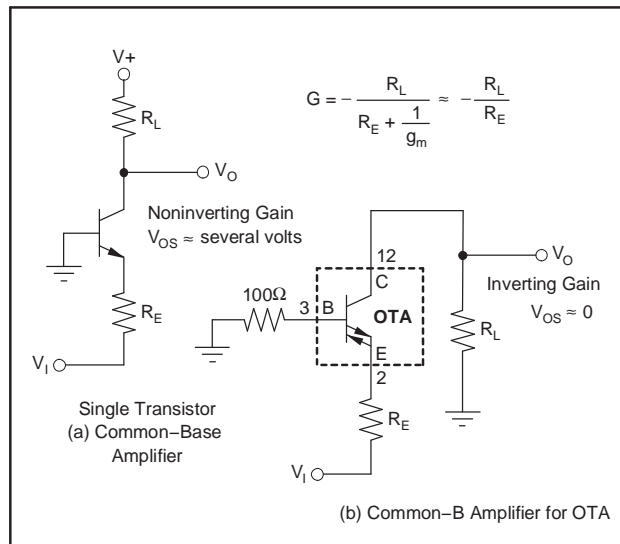 V+
R_L
V_O
Noninverting Gain
V_OS ≈ several volts
R_E
V_I
Single Transistor
(a) Common−Base
Amplifier
G = − R_L / (R_E + 1/g_m) ≈ − R_L / R_E
12
C
V_O
100Ω
3
B
OTA
Inverting Gain
V_OS ≈ 0
R_L
E
2
R_E
V_I
(b) Common−B Amplifier for OTA